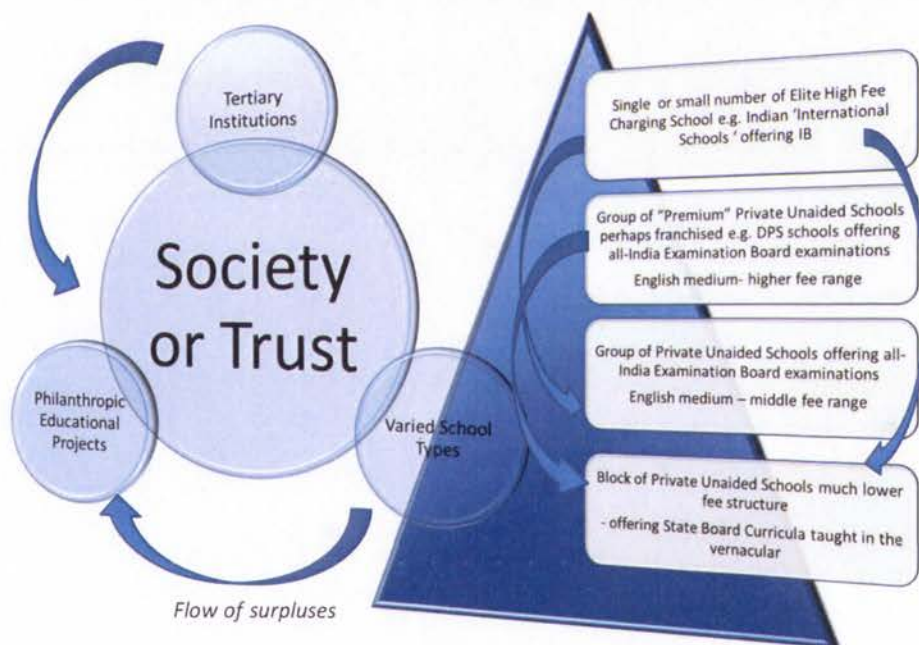 Tertiary
Institutions
Society
or Trust
Philanthropic
Educational
Projects
Varied School
Types
Flow of surpluses
Single or small number of Elite High Fee
Charging School e.g. Indian 'International
Schools ' offering IB
Group of "Premium" Private Unaided Schools
perhaps franchised e.g. DPS schools offering
all-India Examination Board examinations
English medium- higher fee range
Group of Private Unaided Schools offering all-
India Examination Board examinations
English medium – middle fee range
Block of Private Unaided Schools much lower
fee structure
- offering State Board Curricula taught in the
vernacular